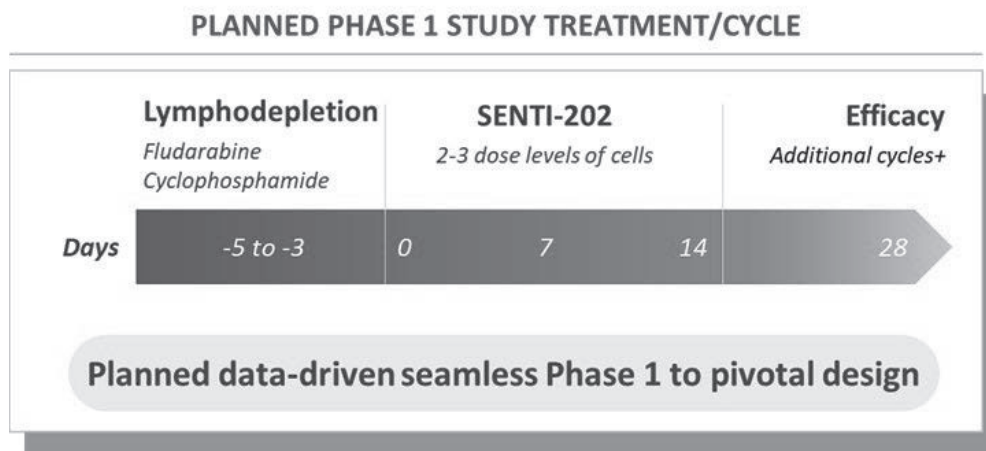 PLANNED PHASE 1 STUDY TREATMENT/CYCLE
Lymphodepletion
Fludarabine
Cyclophosphamide
SENTI-202
2-3 dose levels of cells
Efficacy
Additional cycles+
Days -5 to -3 0 7 14 28
Planned data-driven seamless Phase 1 to pivotal design